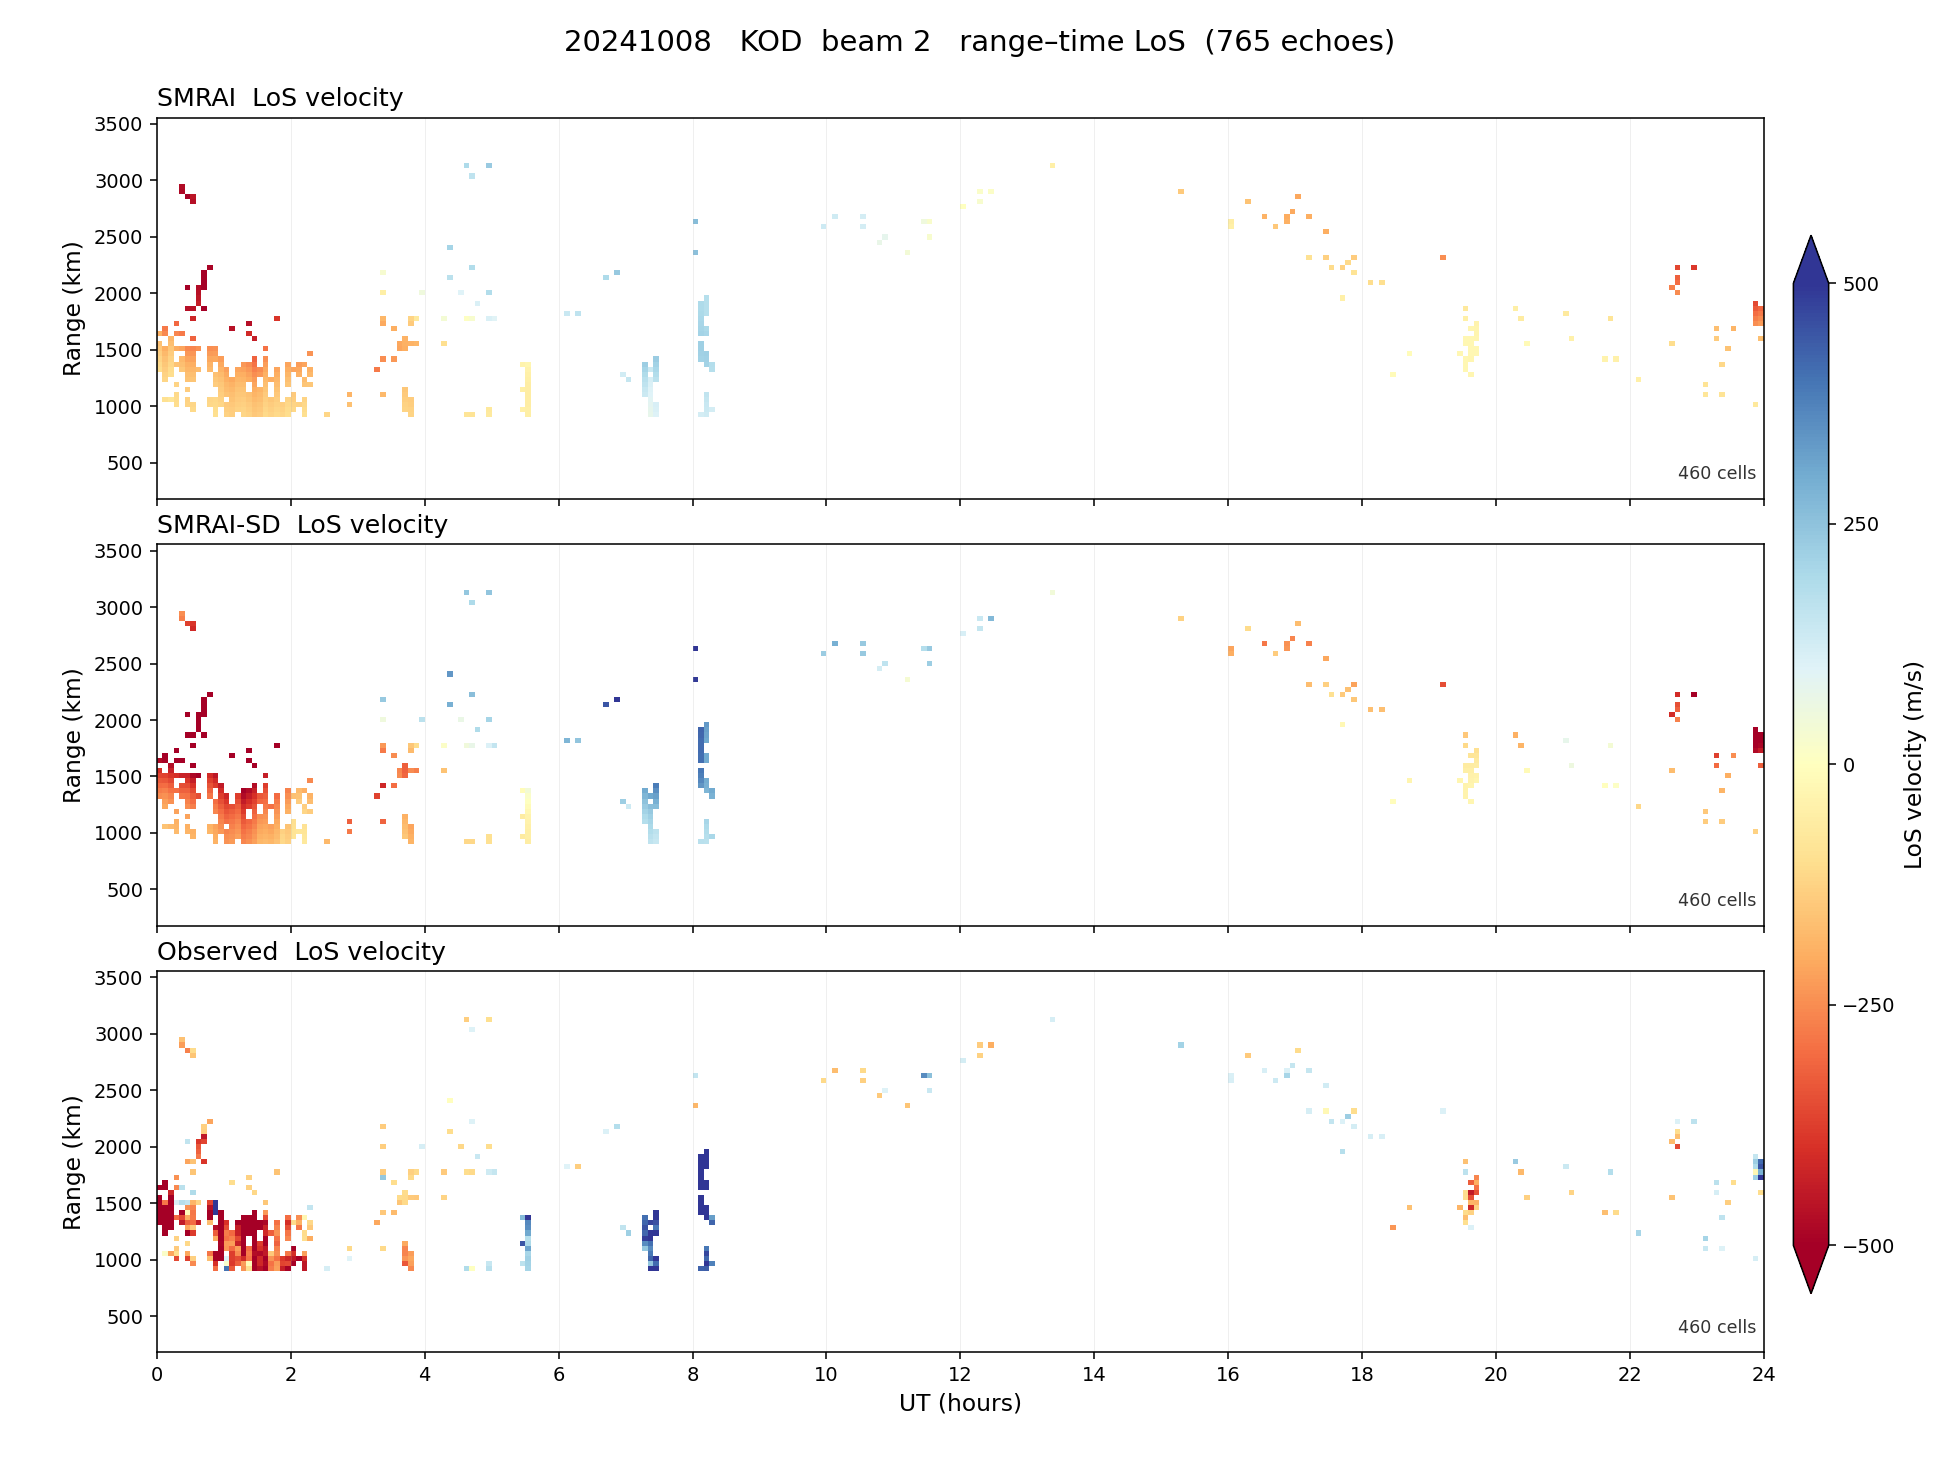 20241008   KOD  beam 2   range–time LoS  (765 echoes)
SMRAI  LoS velocity
3500
3000
2500
2000
1500
1000
500
Range (km)
460 cells
SMRAI-SD  LoS velocity
3500
3000
2500
2000
1500
1000
500
Range (km)
460 cells
Observed  LoS velocity
3500
3000
2500
2000
1500
1000
500
Range (km)
460 cells
0 2 4 6 8 10 12 14 16 18 20 22 24
UT (hours)
500
250
0
−250
−500
LoS velocity (m/s)